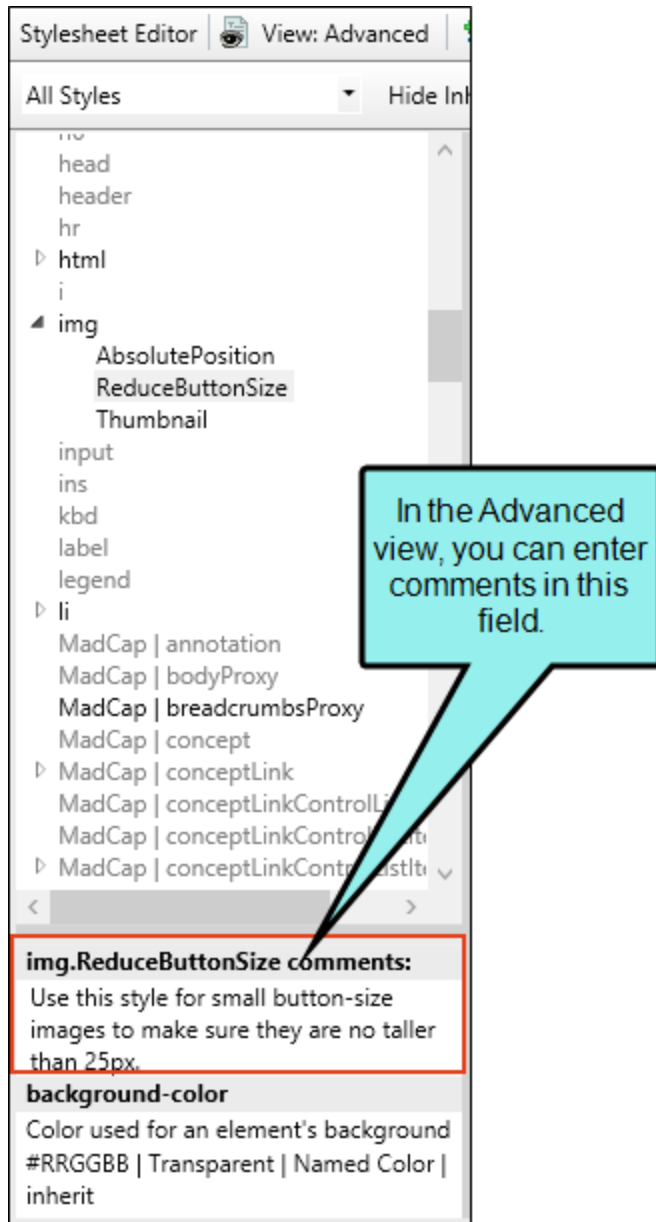 Stylesheet Editor View: Advanced
All Styles Hide
head
header
hr
html
i
img
AbsolutePosition
ReduceButtonSize
Thumbnail
input
ins
kbd
label
legend
li
MadCap | annotation
MadCap | bodyProxy
MadCap | breadcrumbsProxy
MadCap | concept
MadCap | conceptLink
MadCap |
MadCap |
MadCap |
In the Advanced
view, you can enter
comments in this
field.
img.ReduceButtonSize comments:
Use this style for small button-size
images to make sure they are no taller
than 25px.
background-color
Color used for an element's background
#RRGGBB | Transparent | Named Color |
inherit